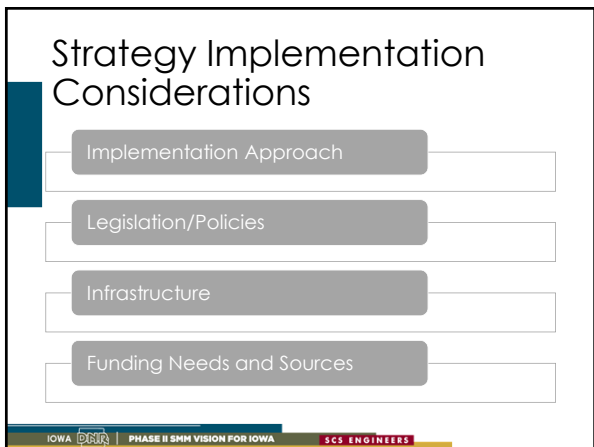 Strategy Implementation
Considerations
Implementation Approach
Legislation/Policies
Infrastructure
Funding Needs and Sources
IOWA DNR | PHASE II SMM VISION FOR IOWA SCS ENGINEERS